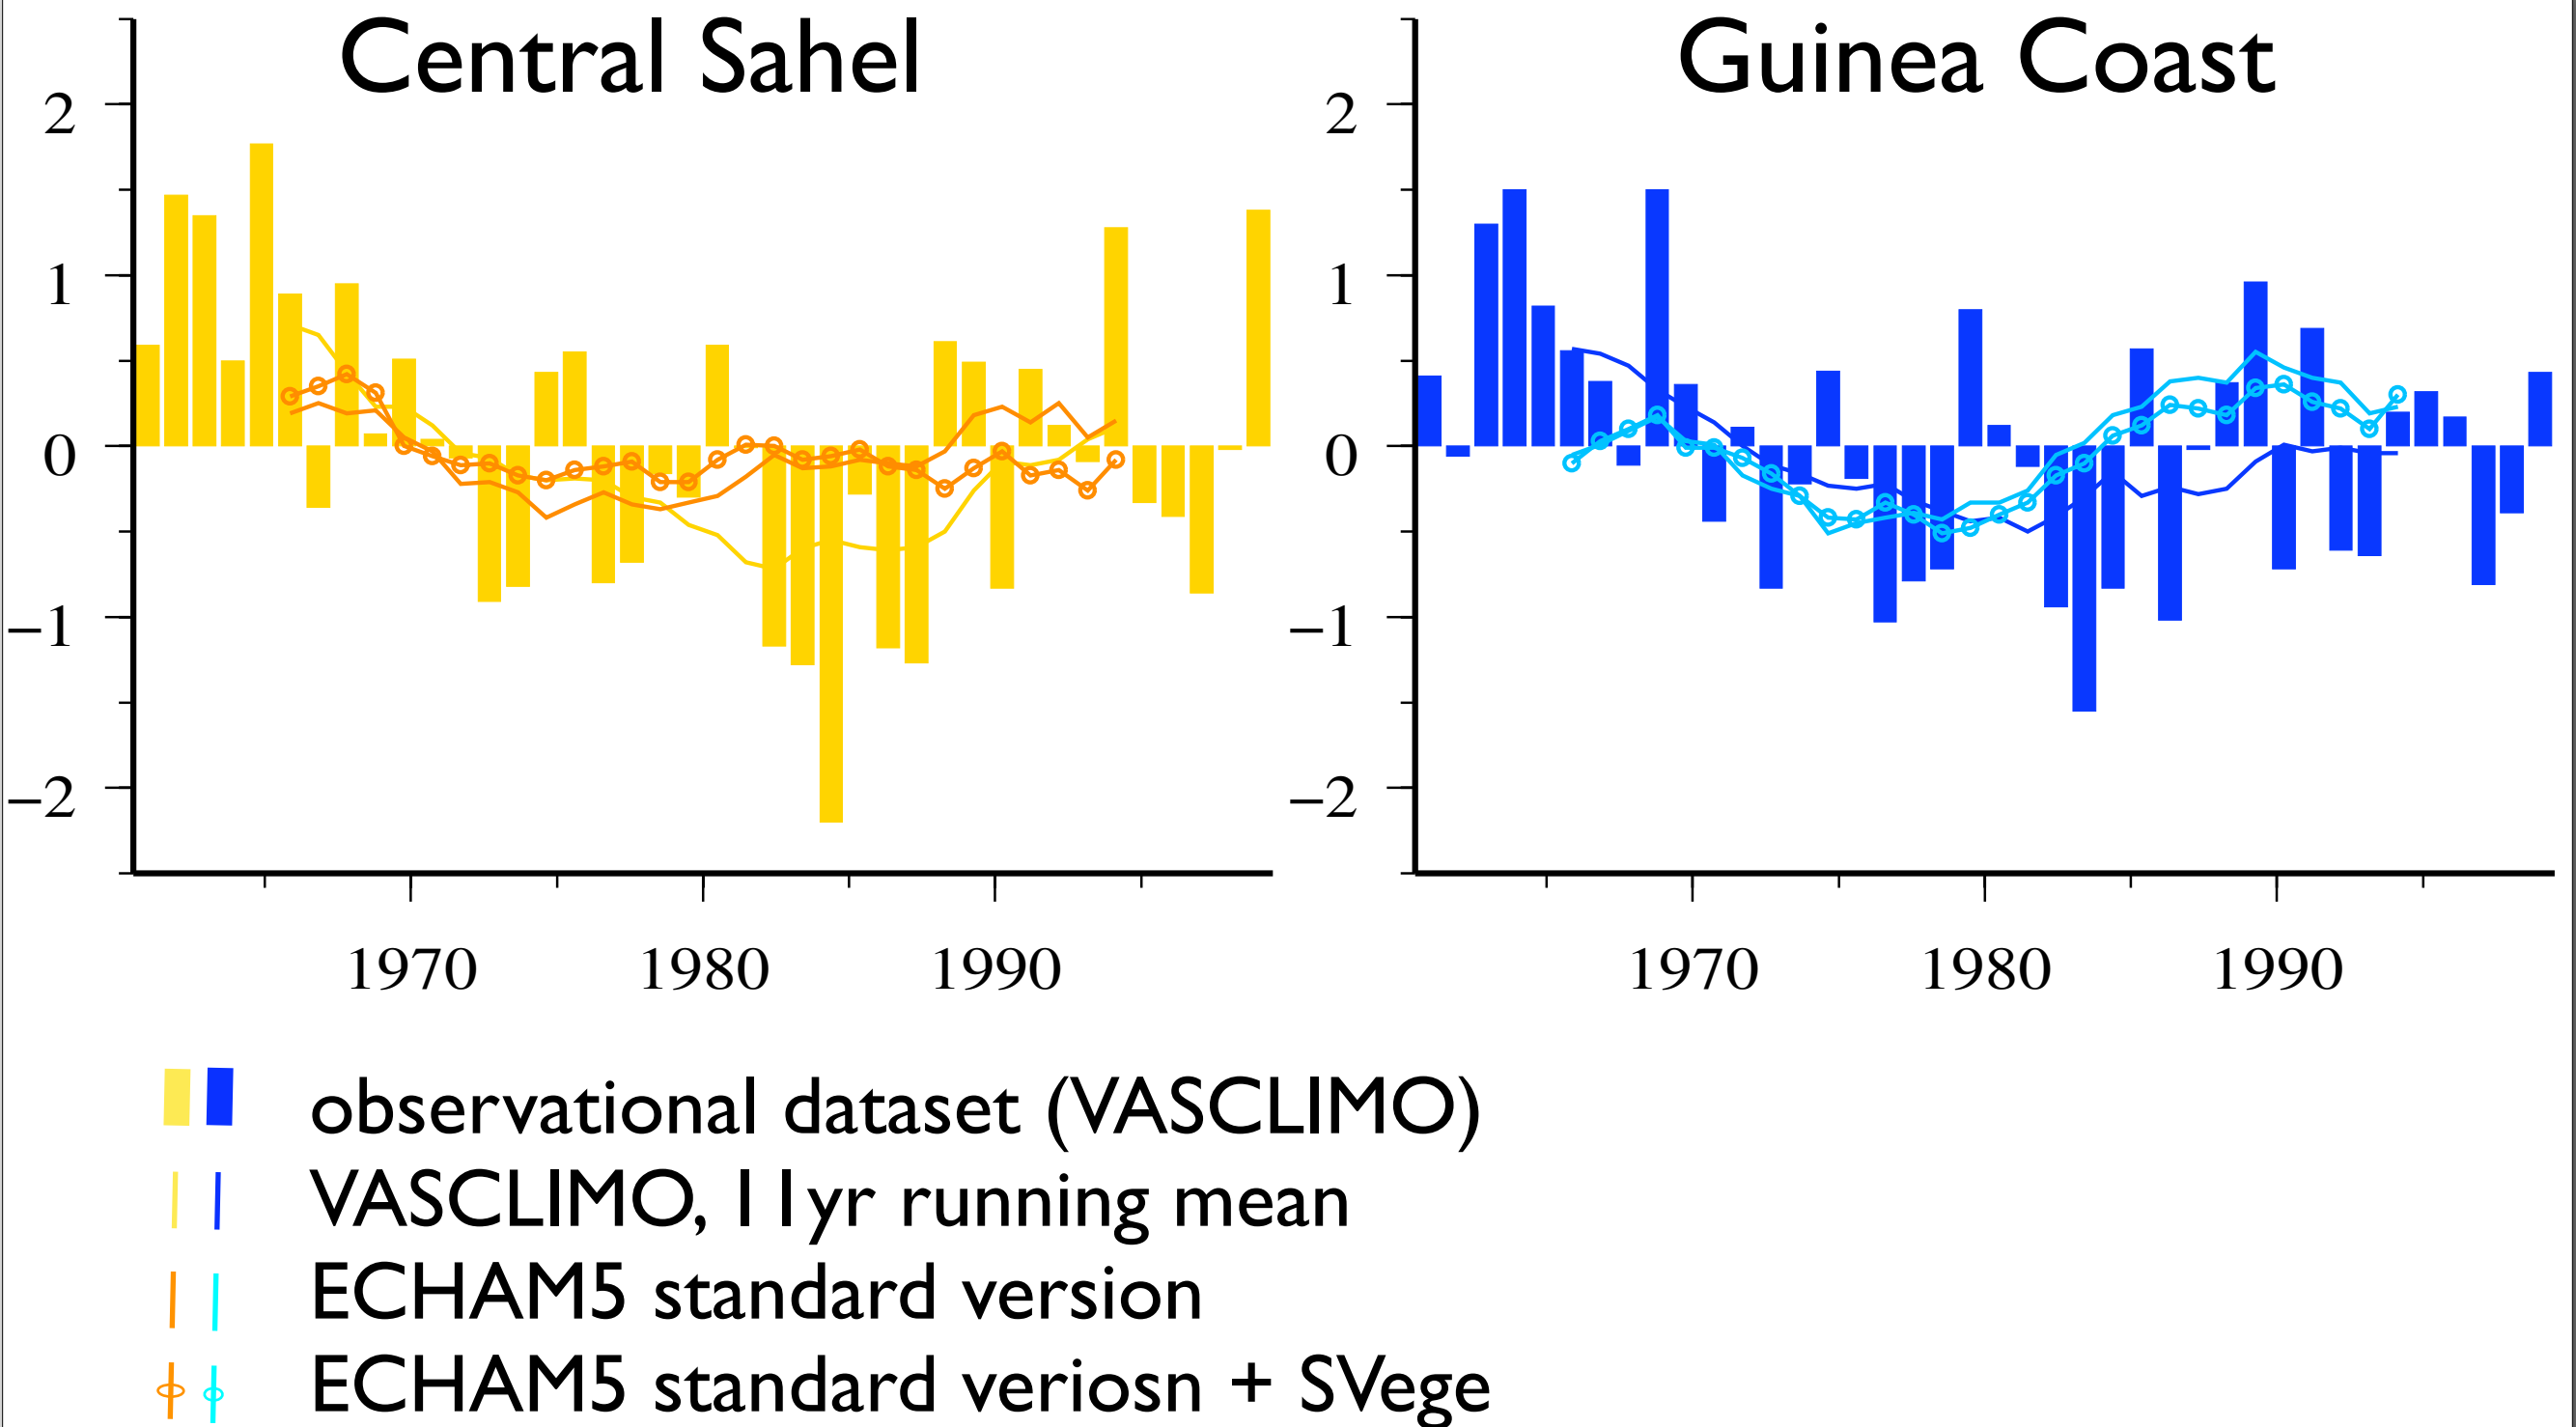 Central Sahel
Guinea Coast
2
1
0
−1
−2
2
1
0
−1
−2
1970 1980 1990
1970 1980 1990
observational dataset (VASCLIMO)
VASCLIMO, 11yr running mean
ECHAM5 standard version
ECHAM5 standard veriosn + SVege